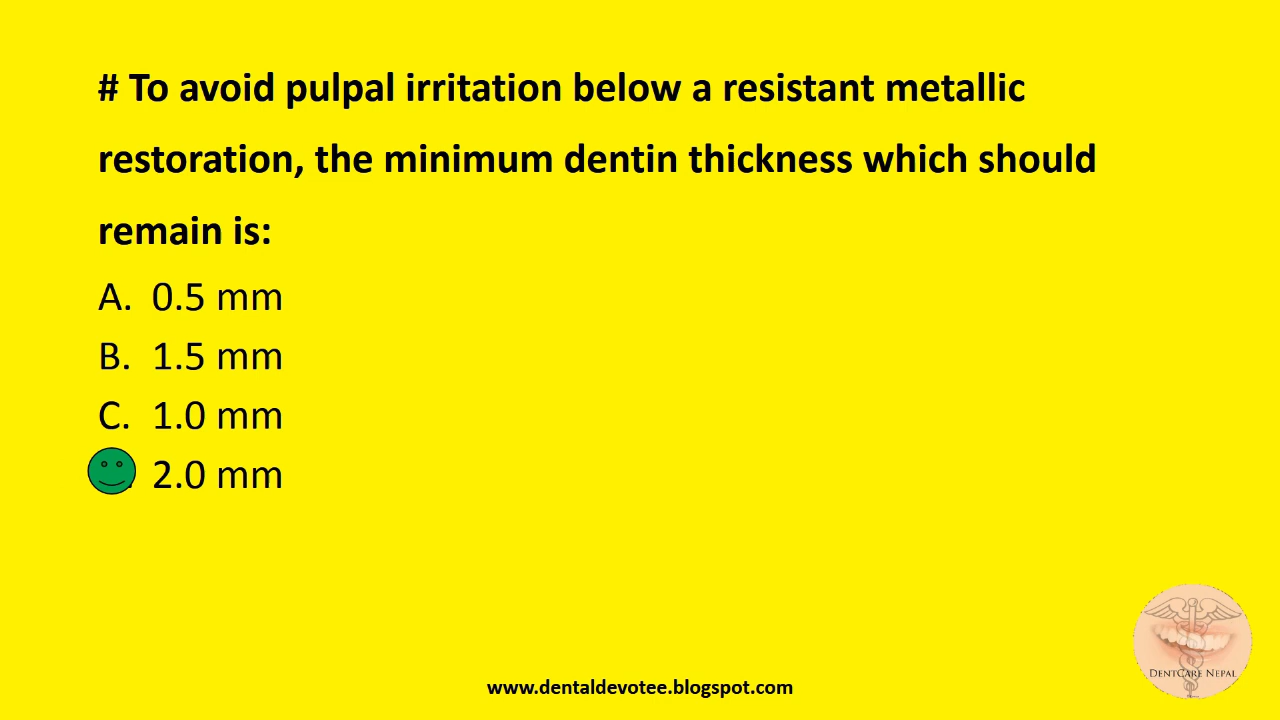 # To avoid pulpal irritation below a resistant metallic
restoration, the minimum dentin thickness which should
remain is:
A. 0.5 mm
B. 1.5 mm
C. 1.0 mm
2.0 mm
DENTCARE NEPAL
www.dentaldevotee.blogspot.com